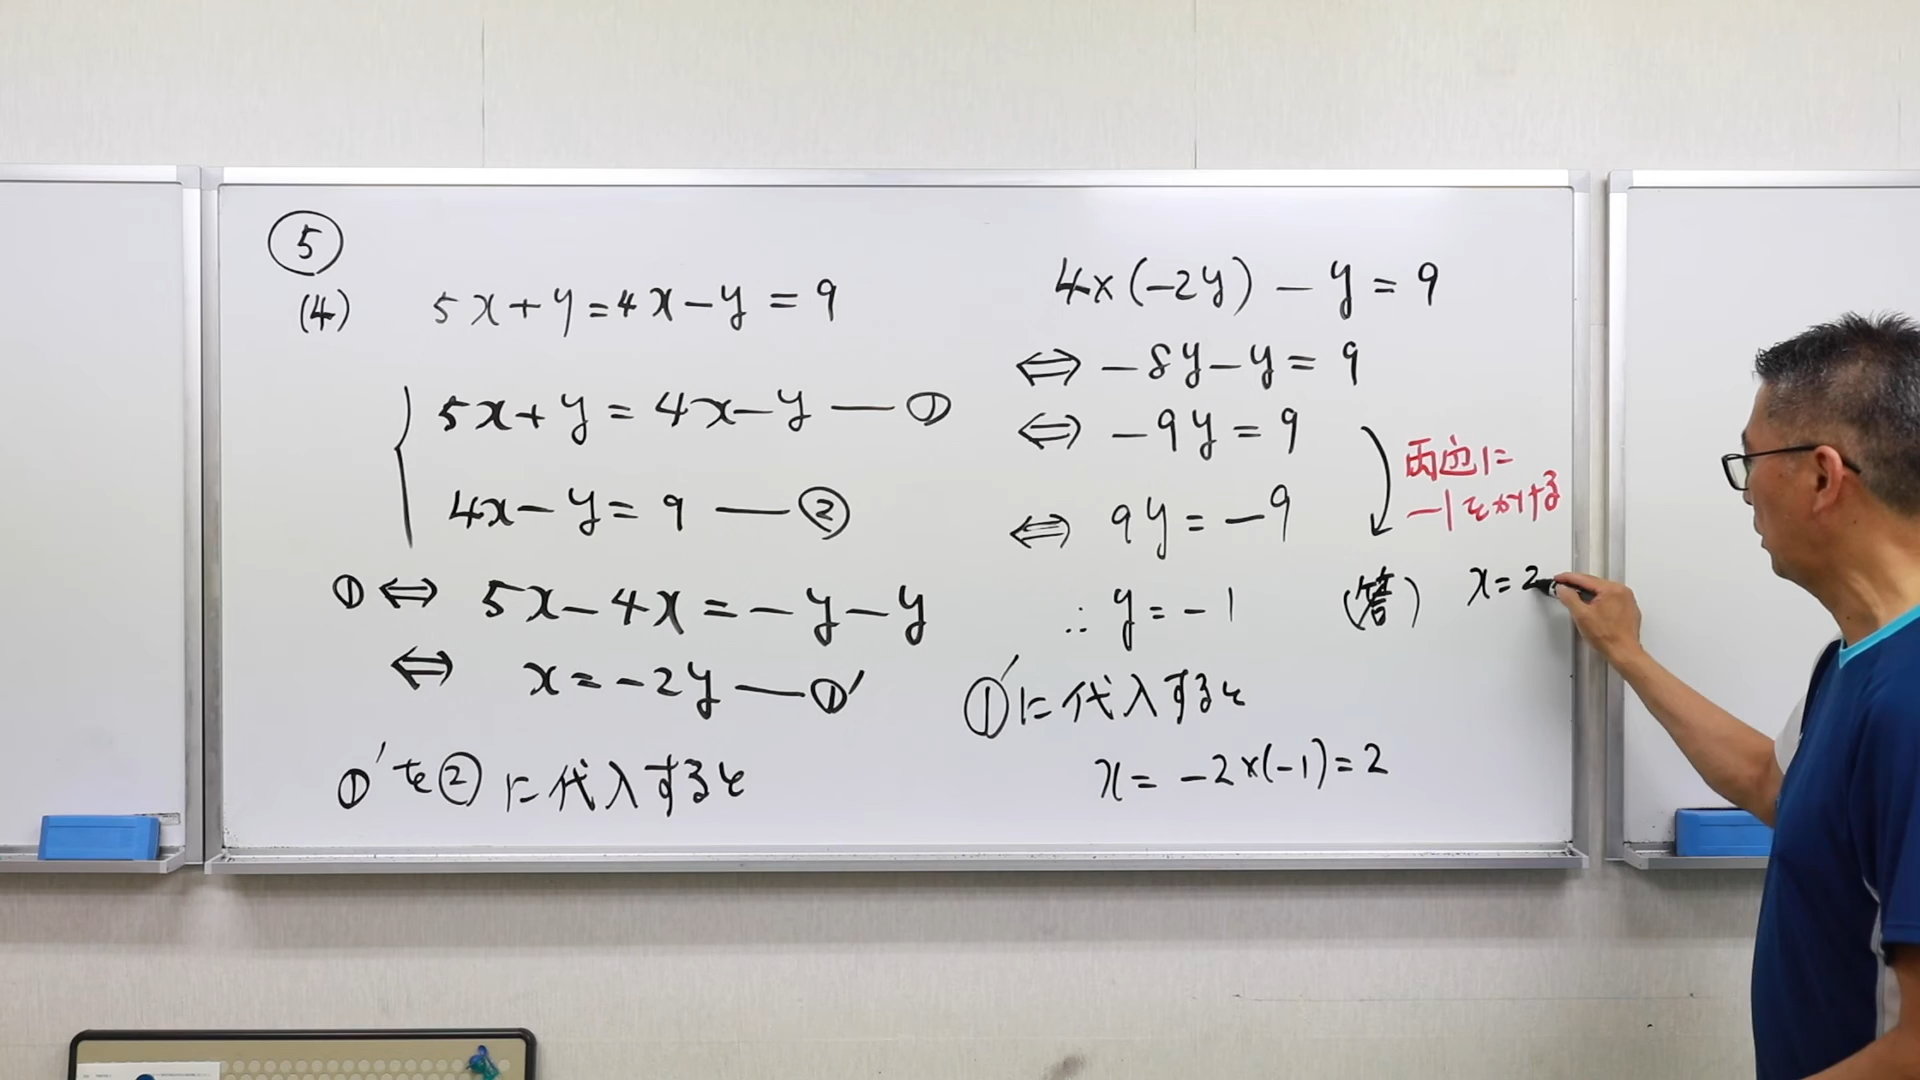 ⑤
(4) 5x+y=4x-y=9
5x+y=4x-y—①
4x-y=9—②
①⇔5x-4x=-y-y
⇔x=-2y—①'
①'を②に代入すると
4×(-2y)-y=9
⇔-8y-y=9
⇔-9y=9
両辺に
-1をかける
⇔9y=-9
∴y=-1
(答) x=2
①'に代入すると
x=-2×(-1)=2